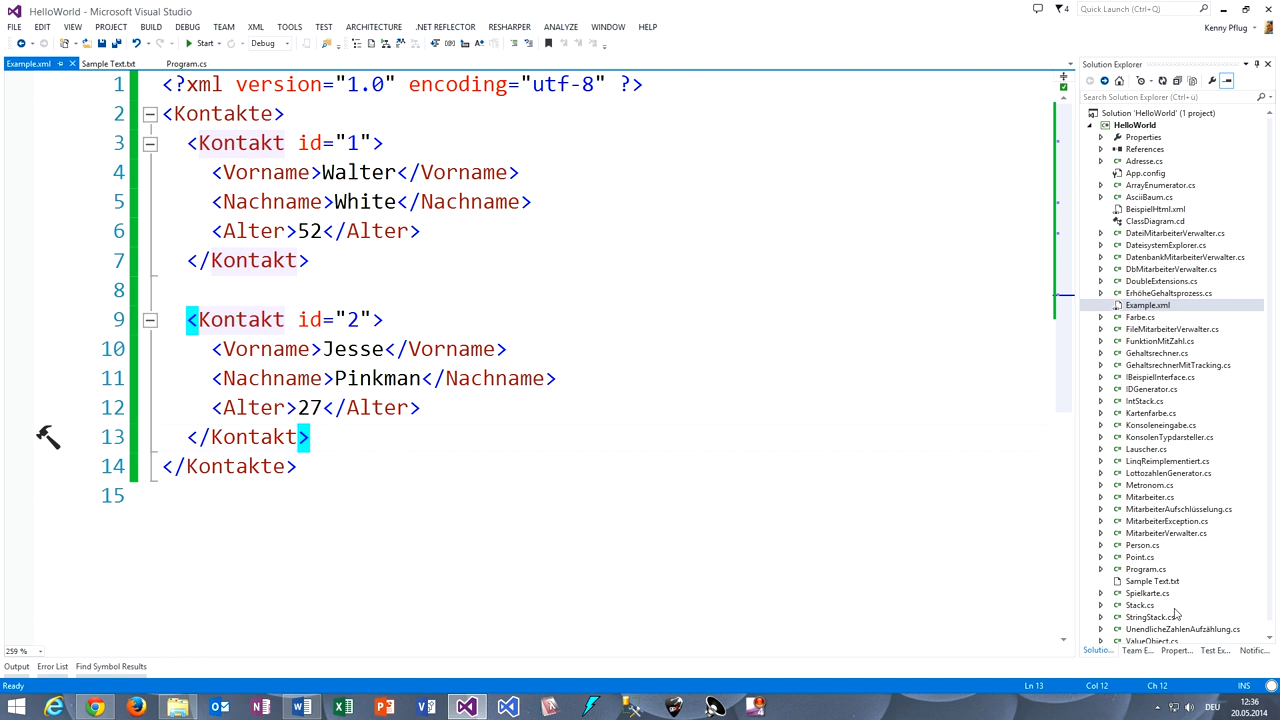 HelloWorld - Microsoft Visual Studio
4
Quick Launch (Ctrl+Q)
FILE EDIT VIEW PROJECT BUILD DEBUG TEAM XML TOOLS TEST ARCHITECTURE .NET REFLECTOR RESHARPER ANALYZE WINDOW HELP
Kenny Pflug
Start
Debug
Example.xml Sample Text.txt Program.cs
1 <?xml version="1.0" encoding="utf-8" ?>
2 <Kontakte>
3 <Kontakt id="1">
4 <Vorname>Walter</Vorname>
5 <Nachname>White</Nachname>
6 <Alter>52</Alter>
7 </Kontakt>
8
9 <Kontakt id="2">
10 <Vorname>Jesse</Vorname>
11 <Nachname>Pinkman</Nachname>
12 <Alter>27</Alter>
13 </Kontakt>
14 </Kontakte>
15
259 %
Solution Explorer
Search Solution Explorer (Ctrl+ü)
Solution 'HelloWorld' (1 project)
HelloWorld
Properties
References
Adresse.cs
App.config
ArrayEnumerator.cs
AsciiBaum.cs
BeispielHtml.xml
ClassDiagram.cd
DateiMitarbeiterVerwalter.cs
DateisystemExplorer.cs
DatenbankMitarbeiterVerwalter.cs
DbMitarbeiterVerwalter.cs
DoubleExtensions.cs
ErhöheGehaltsprozess.cs
Example.xml
Farbe.cs
FileMitarbeiterVerwalter.cs
FunktionMitZahl.cs
Gehaltsrechner.cs
GehaltsrechnerMitTracking.cs
IBeispielInterface.cs
IDGenerator.cs
IntStack.cs
Kartenfarbe.cs
Konsoleneingabe.cs
KonsolenTypdarsteller.cs
Lauscher.cs
LinqReimplementiert.cs
LottozahlenGenerator.cs
Metronom.cs
Mitarbeiter.cs
MitarbeiterAufschlüsselung.cs
MitarbeiterException.cs
MitarbeiterVerwalter.cs
Person.cs
Point.cs
Program.cs
Sample Text.txt
Spielkarte.cs
Stack.cs
StringStack.cs
UnendlicheZahlenAufzählung.cs
ValueObject.cs
Solutio... Team E... Propert... Test Ex... Notific...
Output Error List Find Symbol Results
Ready Ln 13 Col 12 Ch 12 INS
DEU
12:36
20.05.2014